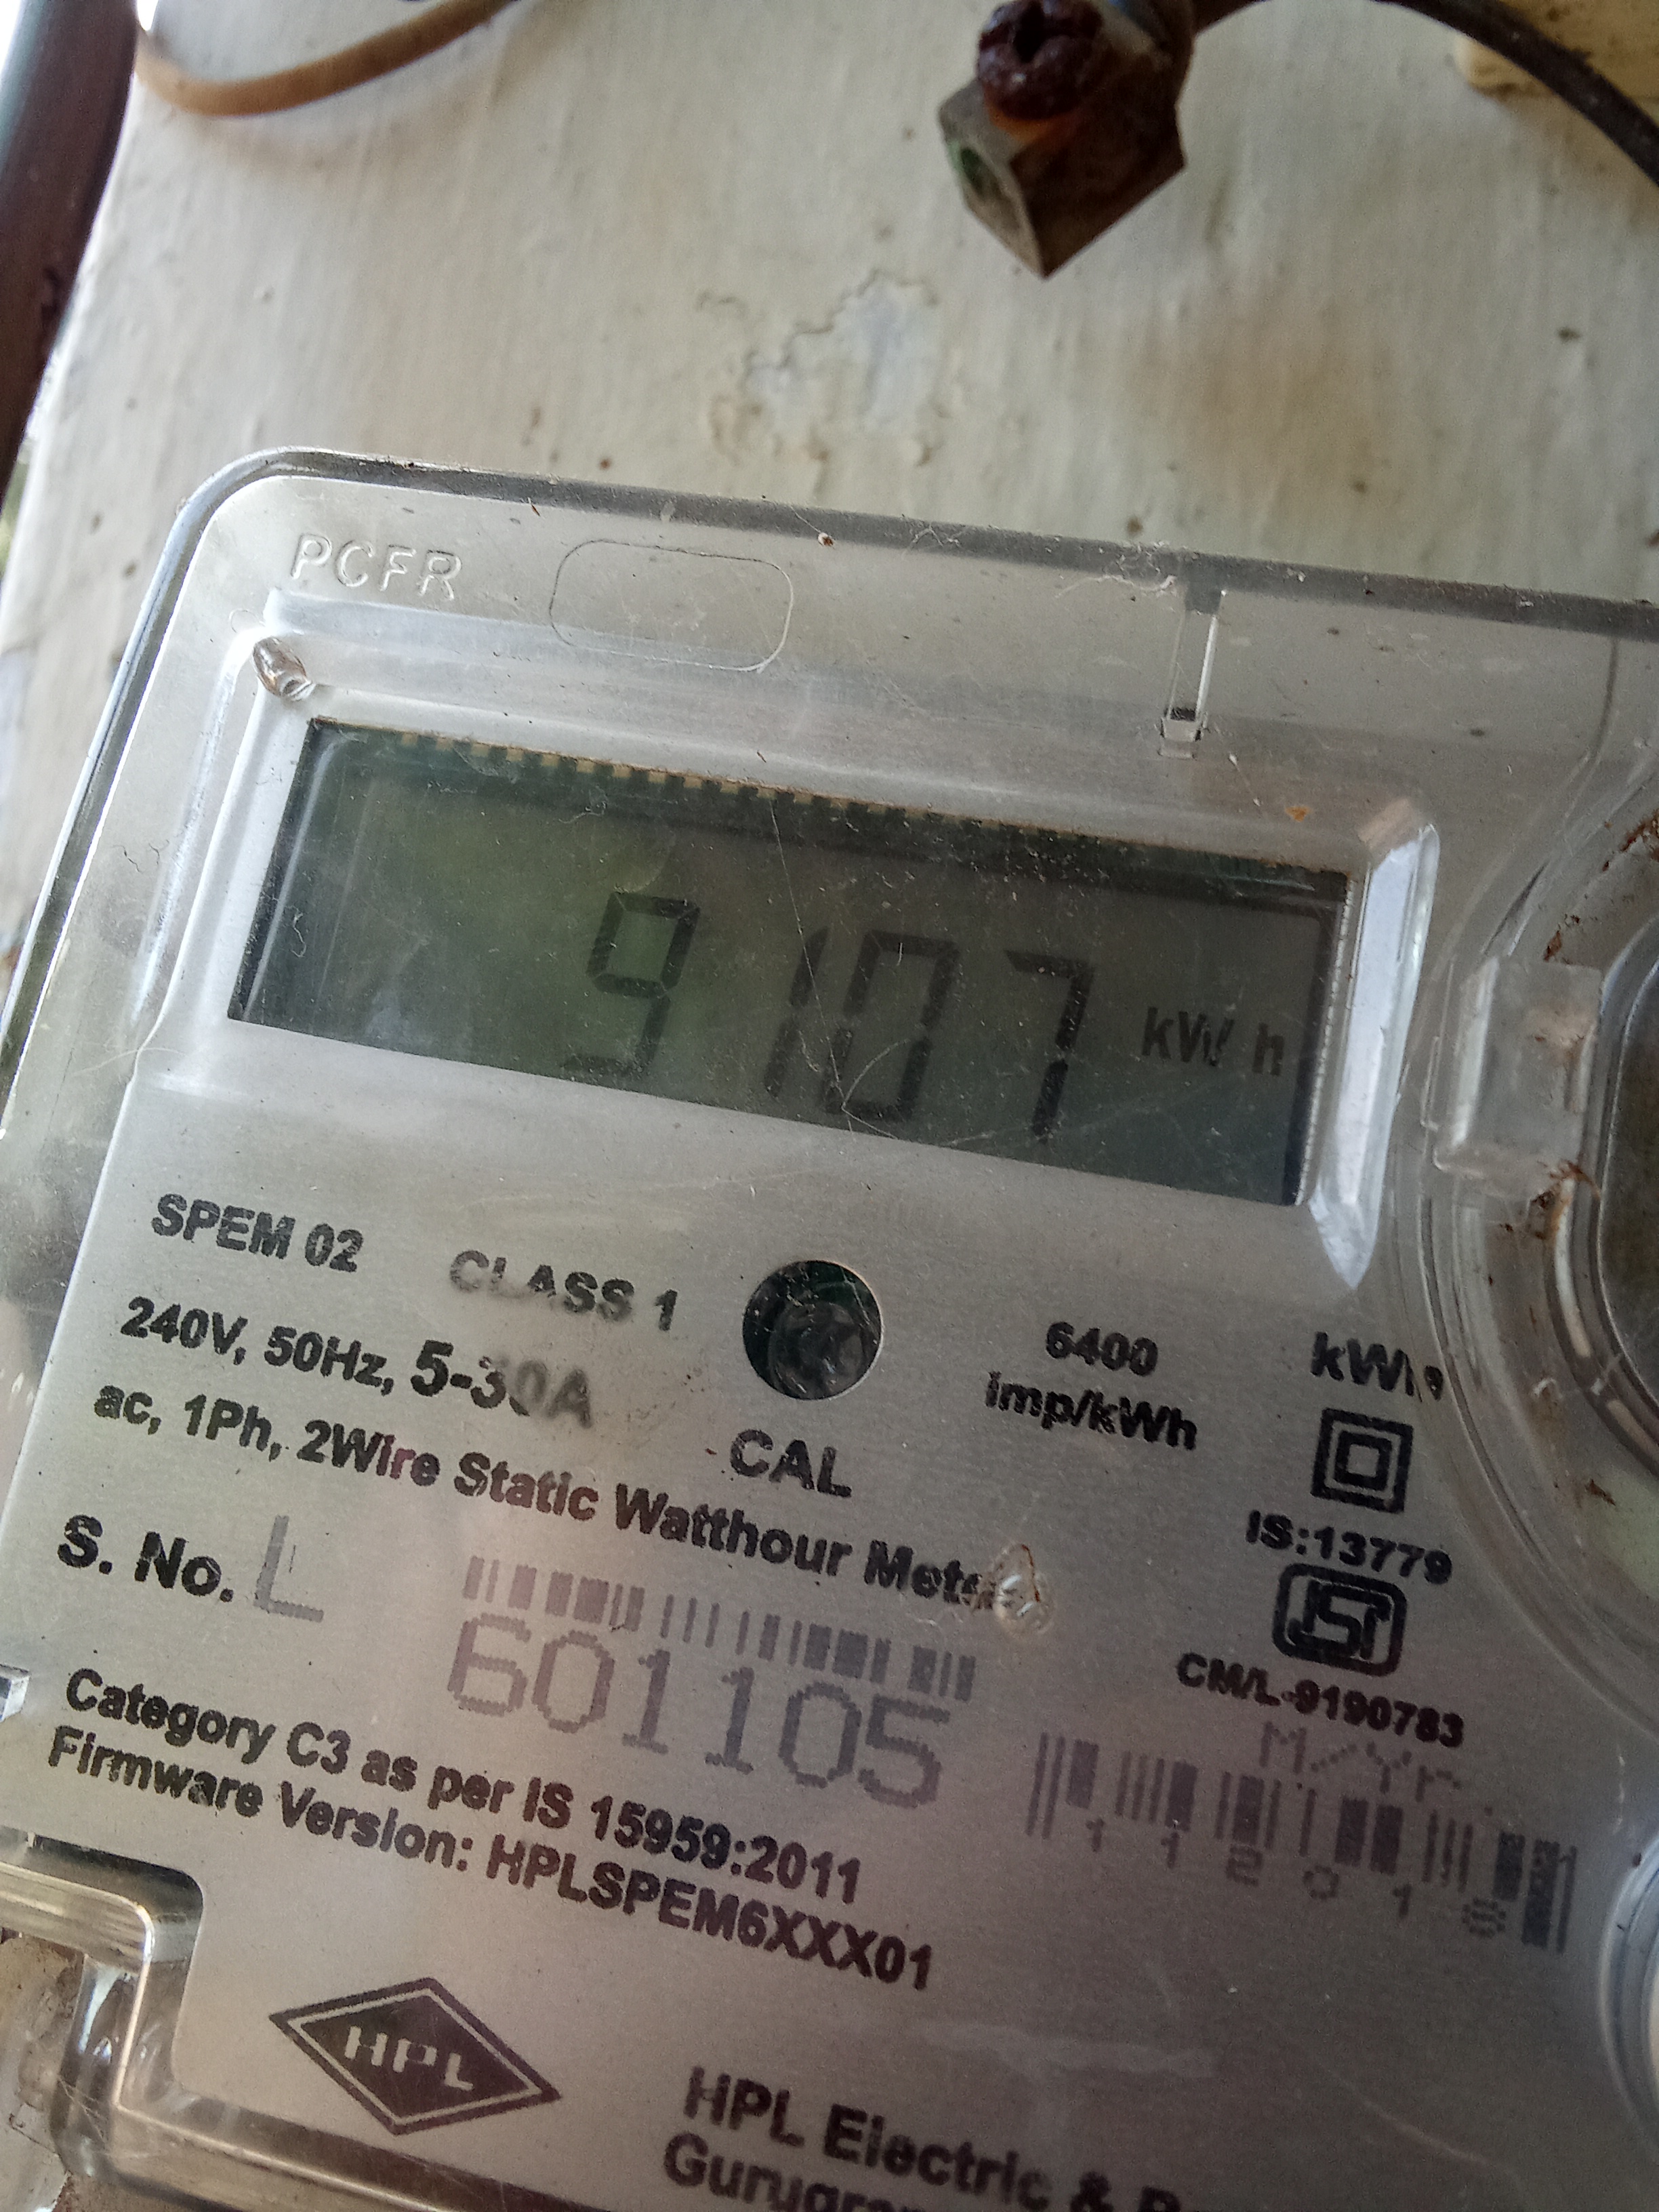 PCFR
9107 kWh
SPEM 02 CLASS 1
240V, 50Hz, 5-30A
ac, 1Ph, 2Wire Static Watthour Meter
CAL
6400
imp/kWh
IS:13779
ISI
CM/L-9190783
S. No. L
601105
M/Yr.
Category C3 as per IS 15959:2011
Firmware Version: HPLSPEM6XXX01
HPL
HPL Electric &